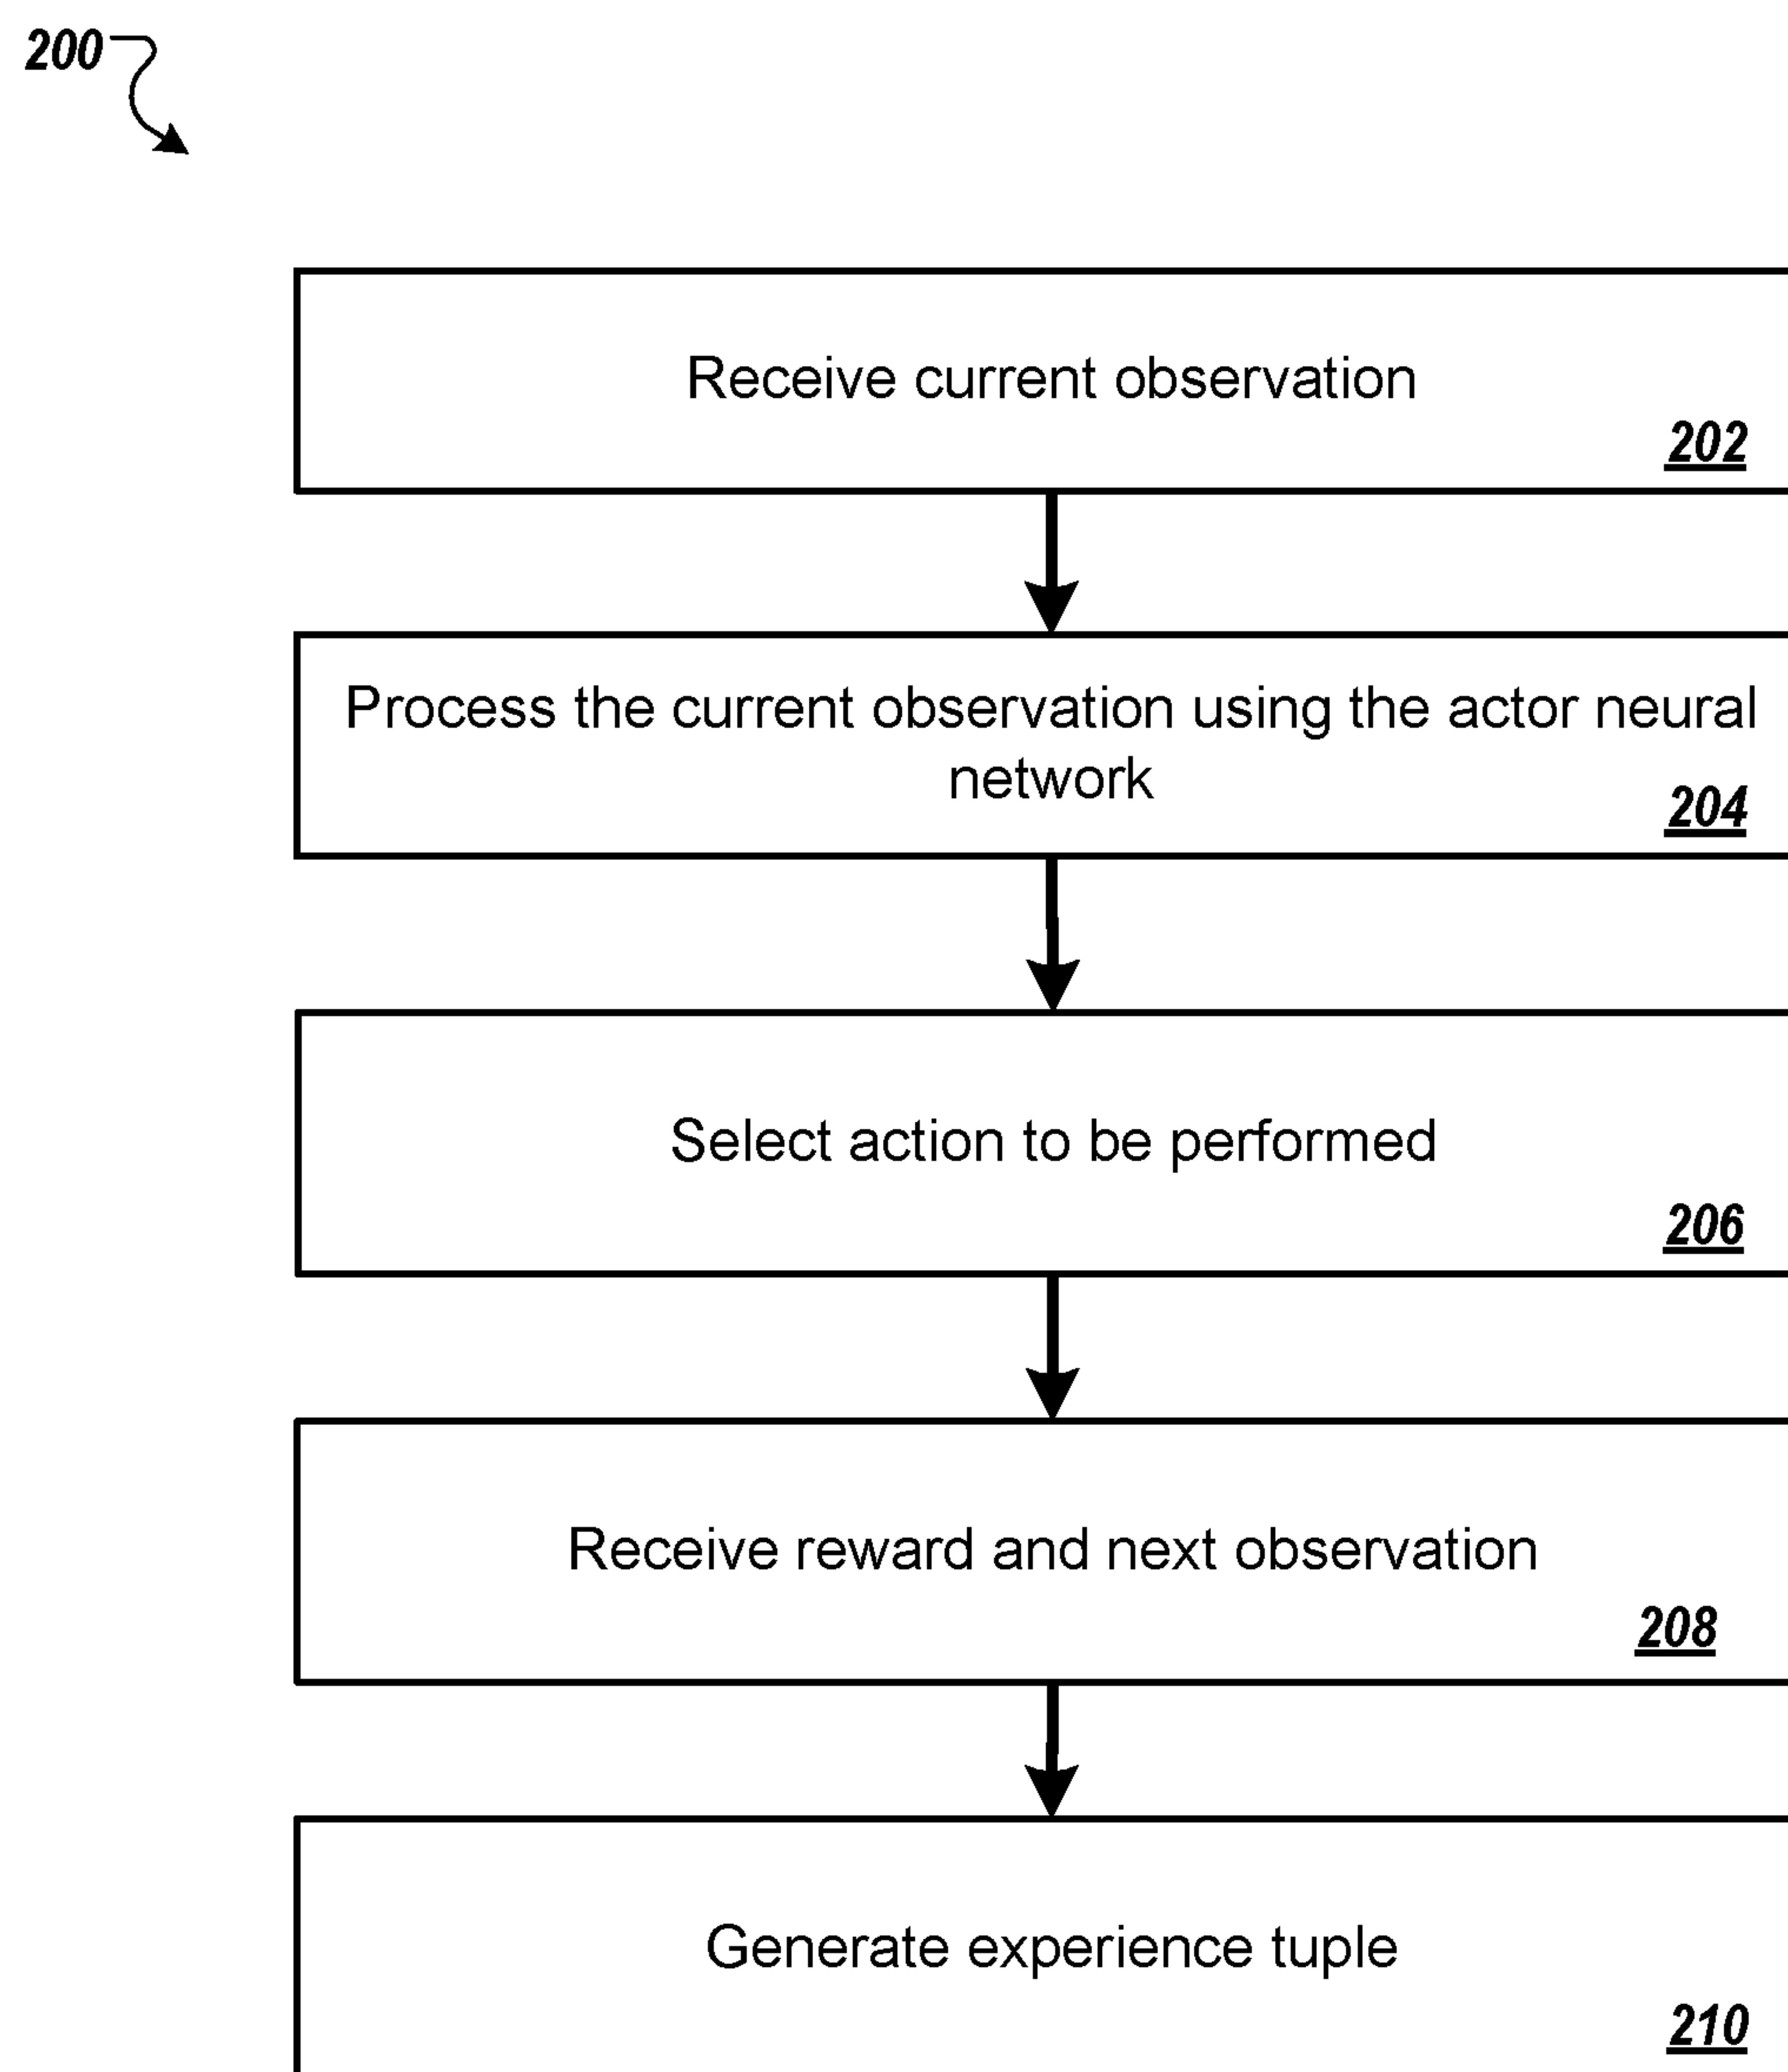 200
Receive current observation
202
Process the current observation using the actor neural
network
204
Select action to be performed
206
Receive reward and next observation
208
Generate experience tuple
210